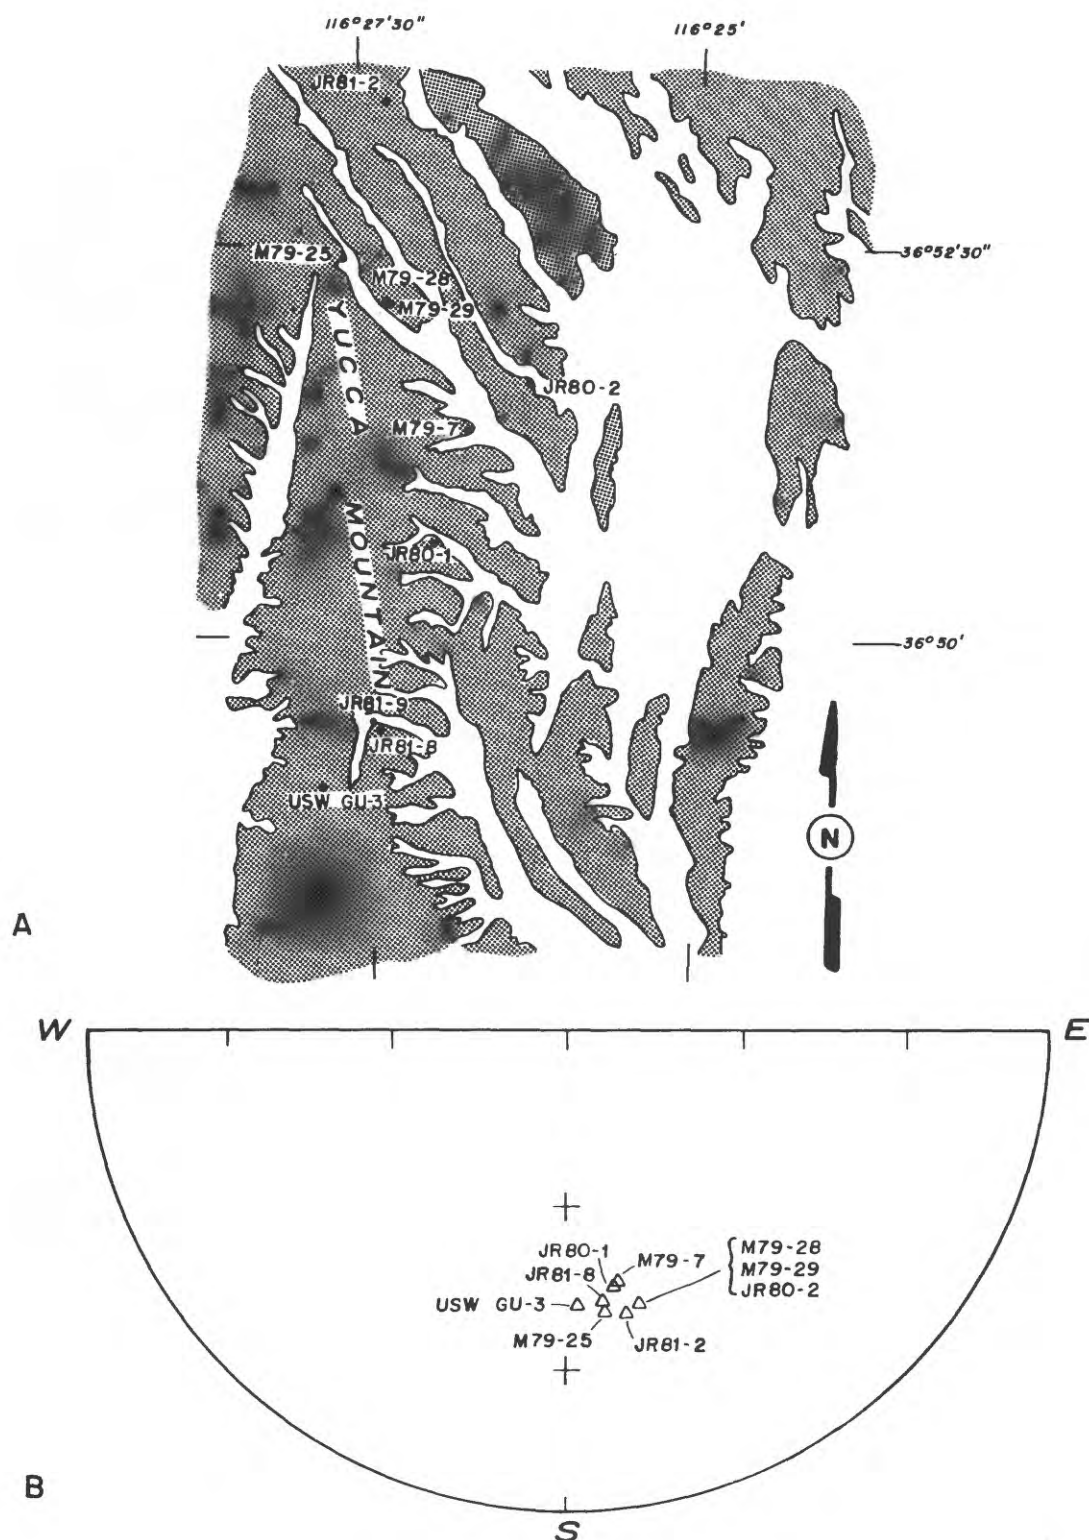 116°27'30"
116°25'
JR81-2
36°52'30"
M79-25
M79-28
M79-29
YUCCA
JR80-2
M79-7
MOUNTAIN
JR80-1
36°50'
JR81-9
JR81-8
USW GU-3
N
A
W
E
JR80-1
M79-7
M79-28
JR81-8
M79-29
USW GU-3
JR80-2
M79-25
JR81-2
B
S